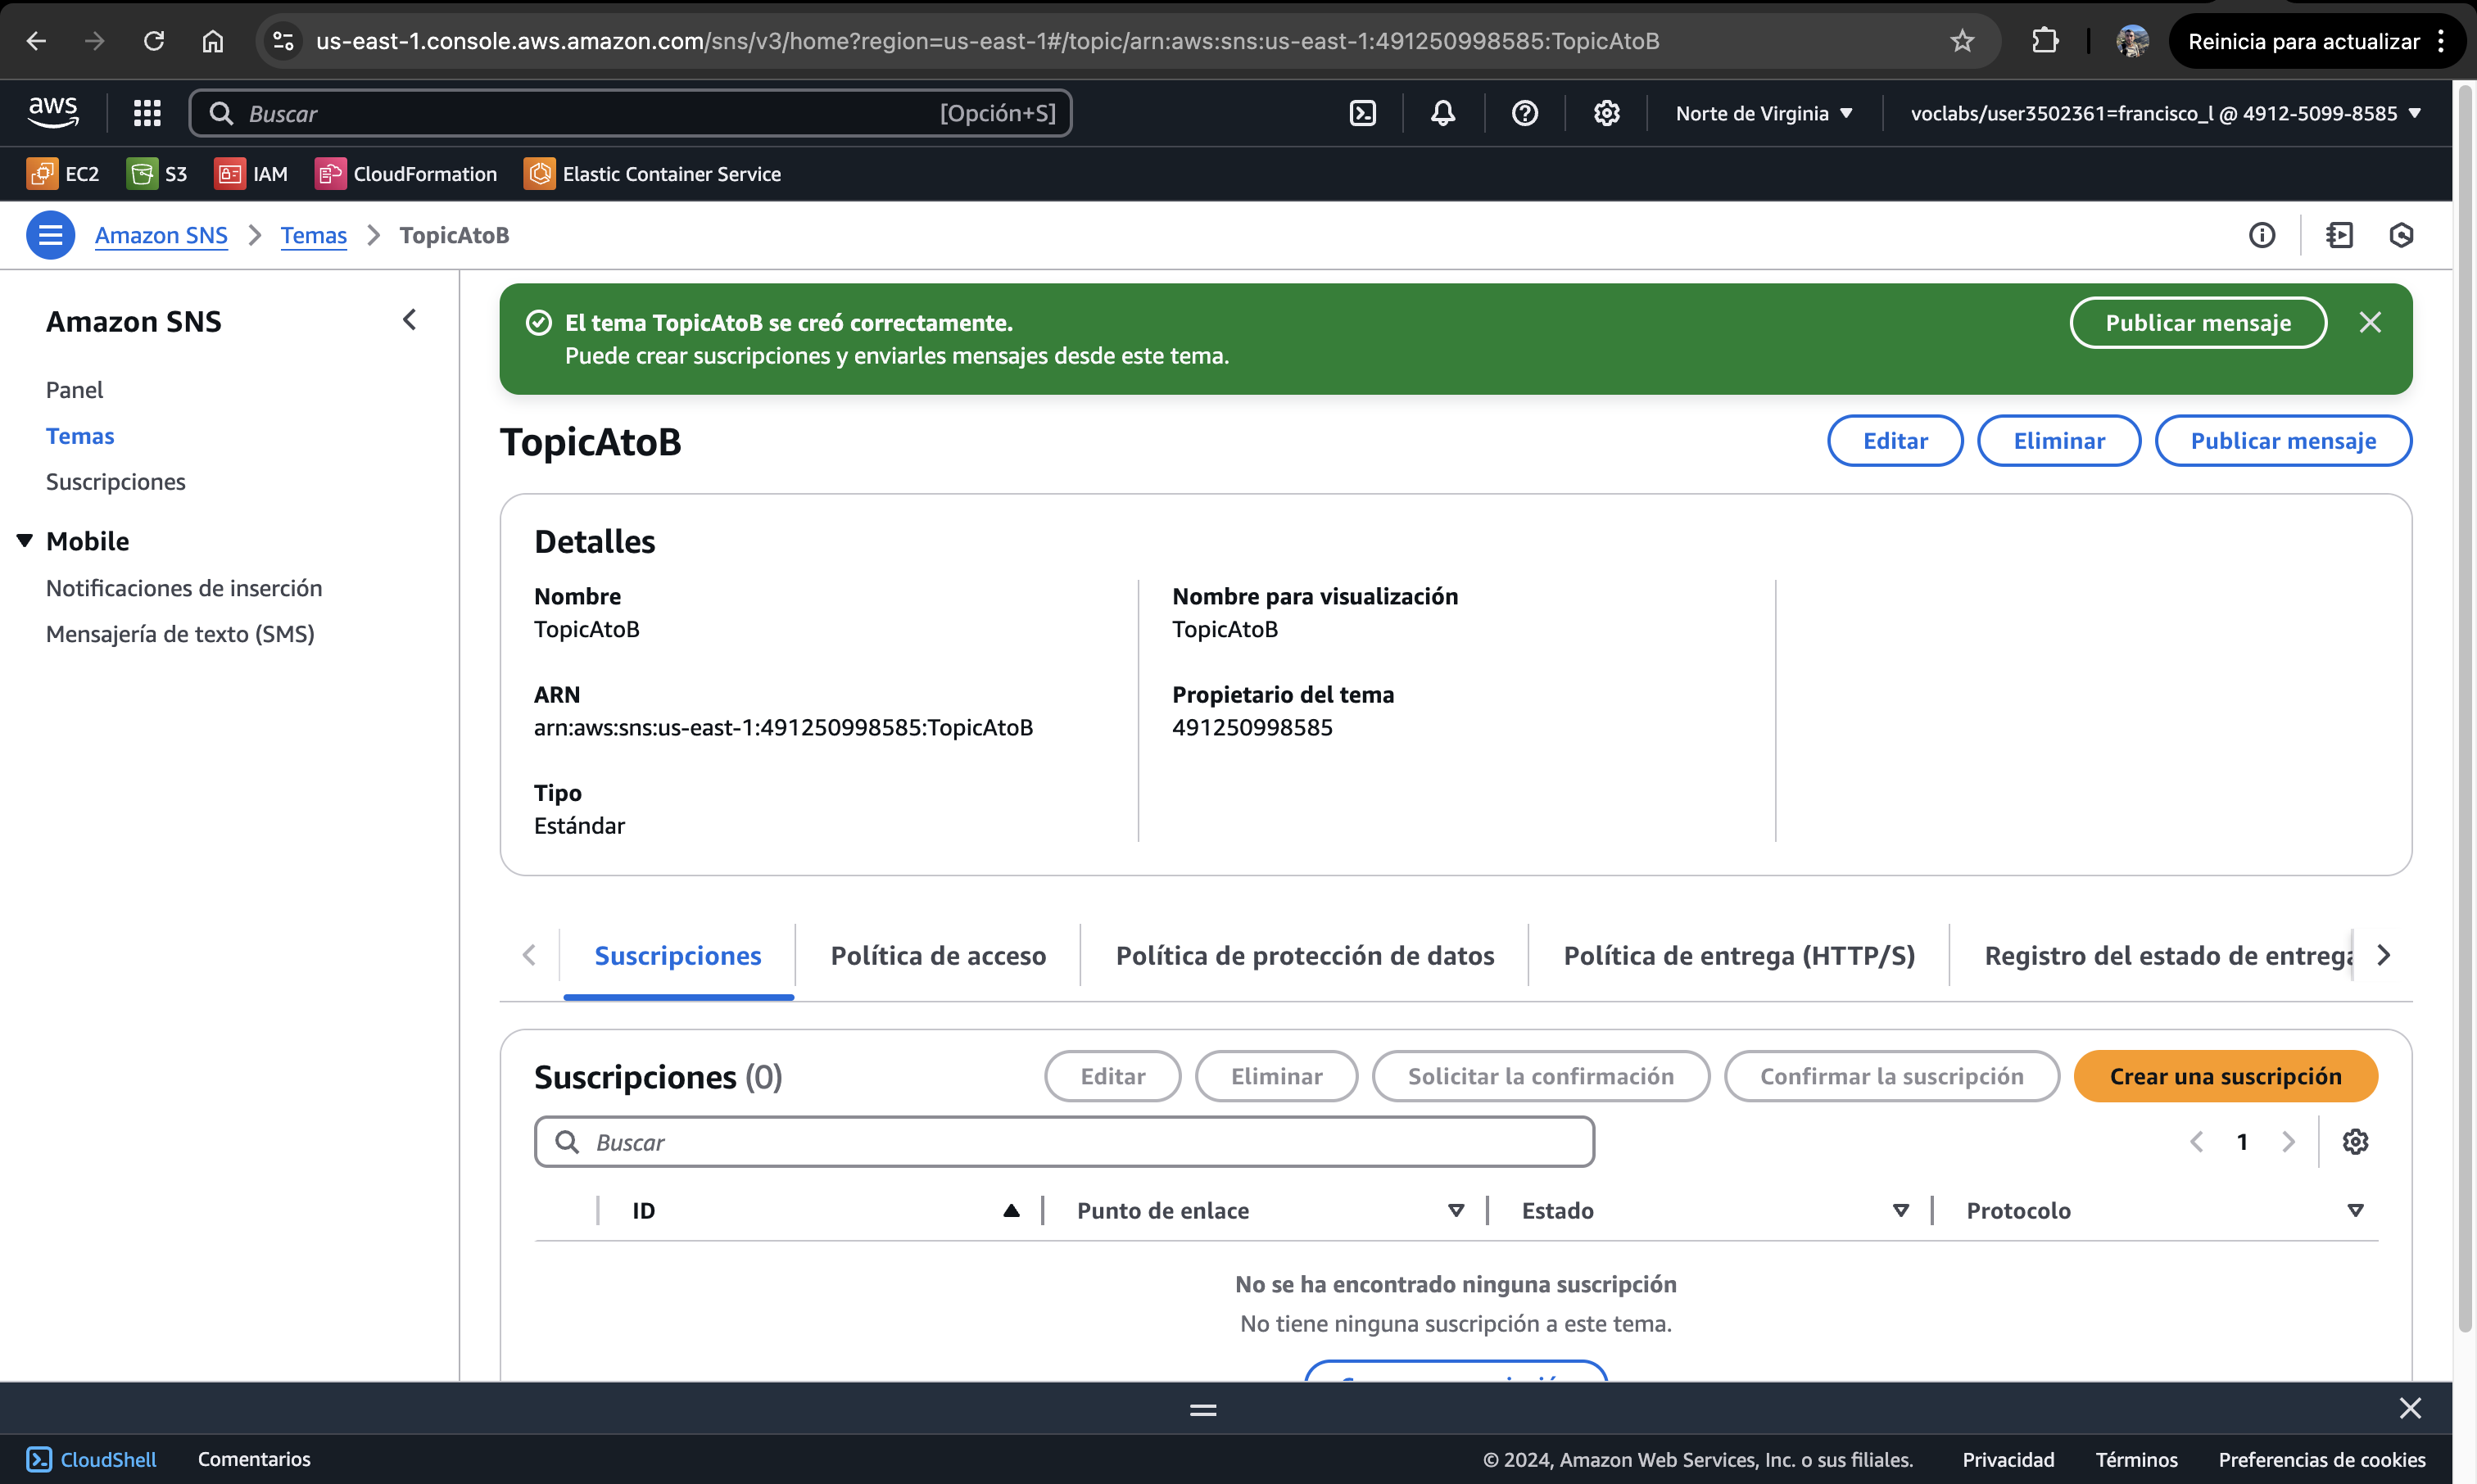 us-east-1.console.aws.amazon.com/sns/v3/home?region=us-east-1#/topic/arn:aws:sns:us-east-1:491250998585:TopicAtoB
Reinicia para actualizar
aws
Buscar
[Opción+S]
Norte de Virginia
voclabs/user3502361=francisco_l @ 4912-5099-8585
EC2
S3
IAM
CloudFormation
Elastic Container Service
Amazon SNS
Temas
TopicAtoB
Amazon SNS
Panel
Temas
Suscripciones
Mobile
Notificaciones de inserción
Mensajería de texto (SMS)
El tema TopicAtoB se creó correctamente.
Puede crear suscripciones y enviarles mensajes desde este tema.
Publicar mensaje
TopicAtoB
Editar
Eliminar
Publicar mensaje
Detalles
Nombre
TopicAtoB
Nombre para visualización
TopicAtoB
ARN
arn:aws:sns:us-east-1:491250998585:TopicAtoB
Propietario del tema
491250998585
Tipo
Estándar
Suscripciones
Política de acceso
Política de protección de datos
Política de entrega (HTTP/S)
Registro del estado de entrega
Suscripciones (0)
Editar
Eliminar
Solicitar la confirmación
Confirmar la suscripción
Crear una suscripción
Buscar
1
ID
Punto de enlace
Estado
Protocolo
No se ha encontrado ninguna suscripción
No tiene ninguna suscripción a este tema.
CloudShell
Comentarios
© 2024, Amazon Web Services, Inc. o sus filiales.
Privacidad
Términos
Preferencias de cookies